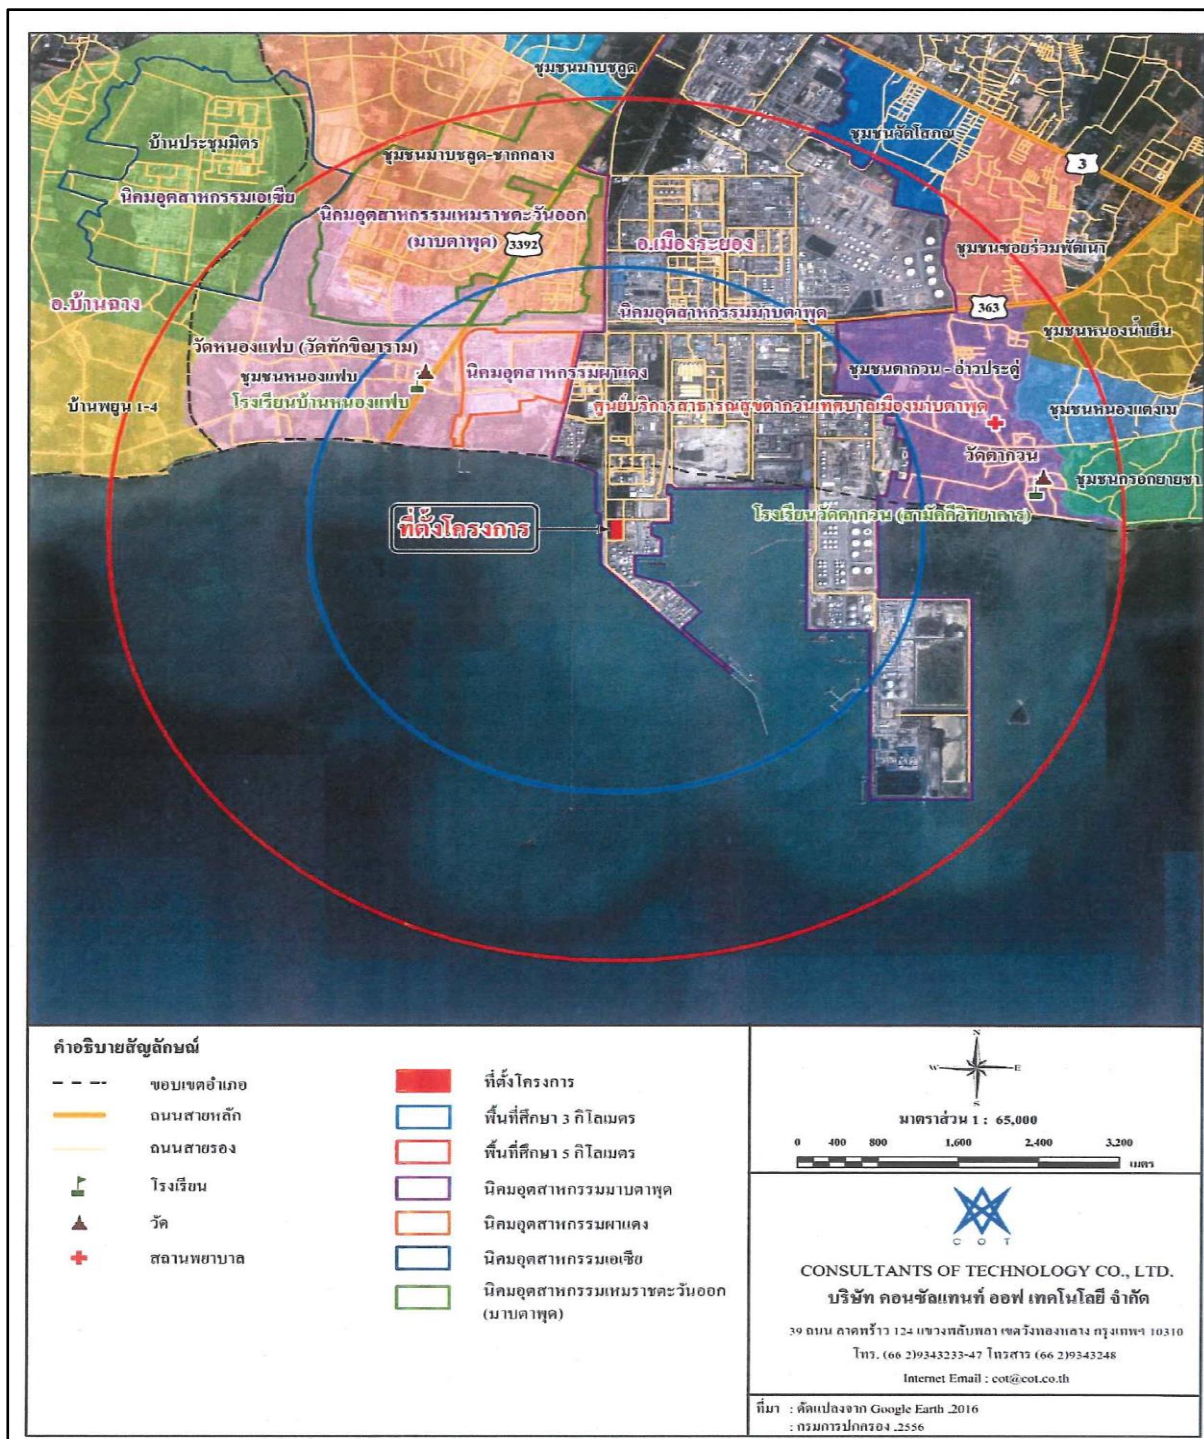 ชุมชนมาบชลูด
ชุมชนวัดโสภณ
บ้านประชุมมิตร
ชุมชนมาบชลูด-ชากกลาง
3
นิคมอุตสาหกรรมเอเซีย
นิคมอุตสาหกรรมเหมราชตะวันออก
(มาบตาพุด)
3392
อ.เมืองระยอง
ชุมชนซอยร่วมพัฒนา
อ.บ้านฉาง
363
นิคมอุตสาหกรรมมาบตาพุด
ชุมชนหนองน้ำเย็น
วัดหนองแฟบ (วัดทักขิณาราม)
ชุมชนหนองแฟบ
นิคมอุตสาหกรรมผาแดง
ชุมชนตากวน - อ่าวประดู่
โรงเรียนบ้านหนองแฟบ
บ้านพยูน 1-4
ศูนย์บริการสาธารณสุขตากวนเทศบาลเมืองมาบตาพุด
ชุมชนหนองแตงเม
วัดตากวน
ชุมชนกรอกยายชา
โรงเรียนวัดตากวน (สามัคคีวิทยาคาร)
ที่ตั้งโครงการ
คำอธิบายสัญลักษณ์
ขอบเขตอำเภอ
ถนนสายหลัก
ถนนสายรอง
โรงเรียน
วัด
สถานพยาบาล
ที่ตั้งโครงการ
พื้นที่ศึกษา 3 กิโลเมตร
พื้นที่ศึกษา 5 กิโลเมตร
นิคมอุตสาหกรรมมาบตาพุด
นิคมอุตสาหกรรมผาแดง
นิคมอุตสาหกรรมเอเซีย
นิคมอุตสาหกรรมเหมราชตะวันออก
(มาบตาพุด)
N
W E
S
มาตราส่วน 1 : 65,000
0 400 800 1,600 2,400 3,200
เมตร
C O T
CONSULTANTS OF TECHNOLOGY CO., LTD.
บริษัท คอนซัลแทนท์ ออฟ เทคโนโลยี จำกัด
39 ถนน ลาดพร้าว 124 แขวงพลับพลา เขตวังทองหลาง กรุงเทพฯ 10310
โทร. (66 2)9343233-47 โทรสาร (66 2)9343248
Internet Email : cot@cot.co.th
ที่มา : ดัดแปลงจาก Google Earth .2016
: กรมการปกครอง .2556